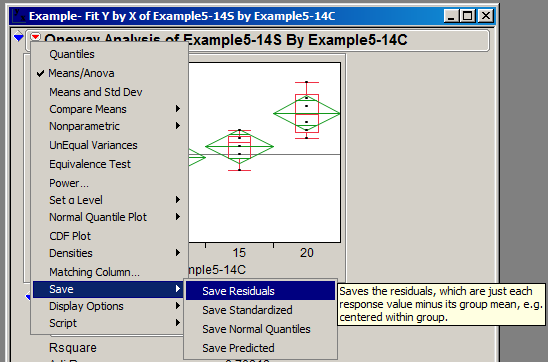 Example- Fit Y by X of Example5-14S by Example5-14C
Oneway Analysis of Example5-14S By Example5-14C
Quantiles
Means/Anova
Means and Std Dev
Compare Means
Nonparametric
UnEqual Variances
Equivalence Test
Power...
Set α Level
Normal Quantile Plot
CDF Plot
Densities
Matching Column...
Save
Display Options
Script
15 20
mple5-14C
Save Residuals
Save Standardized
Save Normal Quantiles
Save Predicted
Saves the residuals, which are just each
response value minus its group mean, e.g.
centered within group.
Rsquare